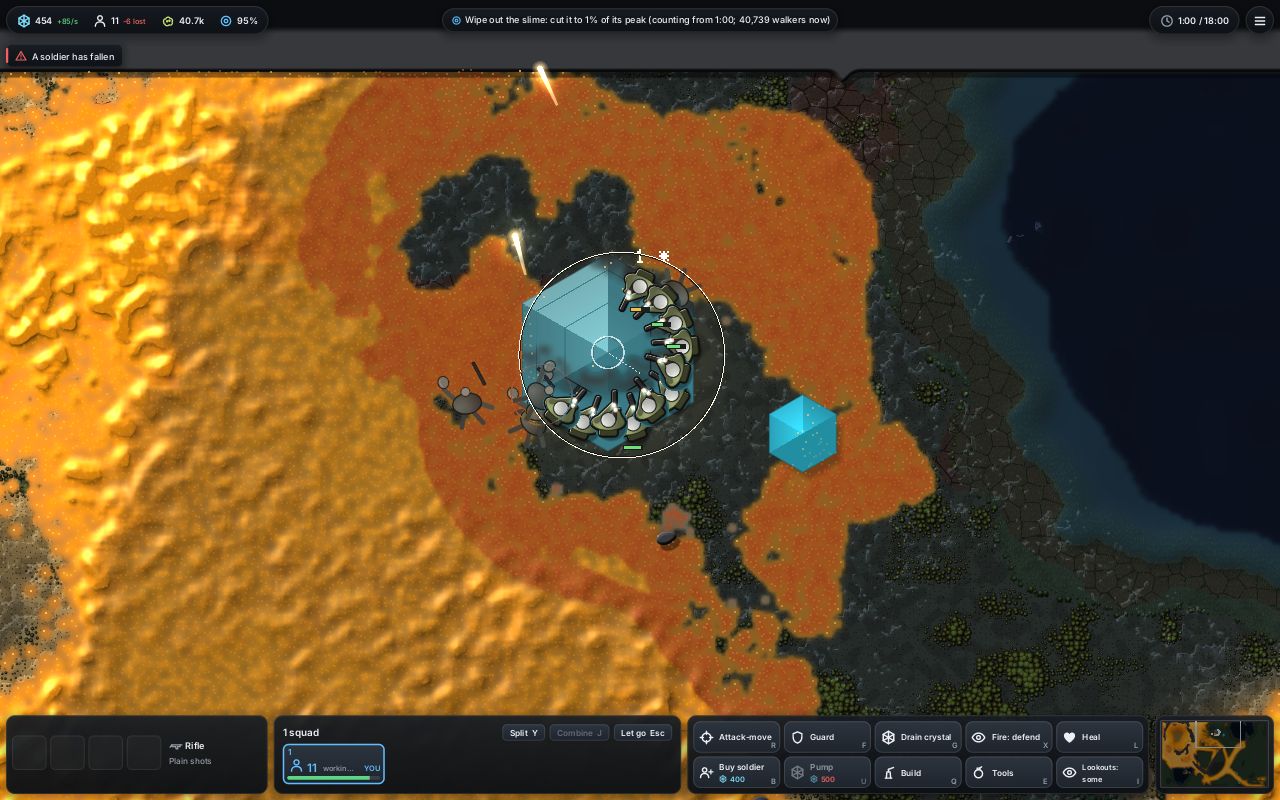 454 +85/s 11 -6 lost 40.7k 95%
Wipe out the slime: cut it to 1% of its peak (counting from 1:00; 40,739 walkers now)
1:00 / 18:00
A soldier has fallen
1
Rifle
Plain shots
1 squad
Split Y
Combine J
Let go Esc
1
11 workin... YOU
Attack-move R
Guard F
Drain crystal G
Fire: defend X
Heal L
Buy soldier 400 B
Pump 500 U
Build Q
Tools E
Lookouts: some I